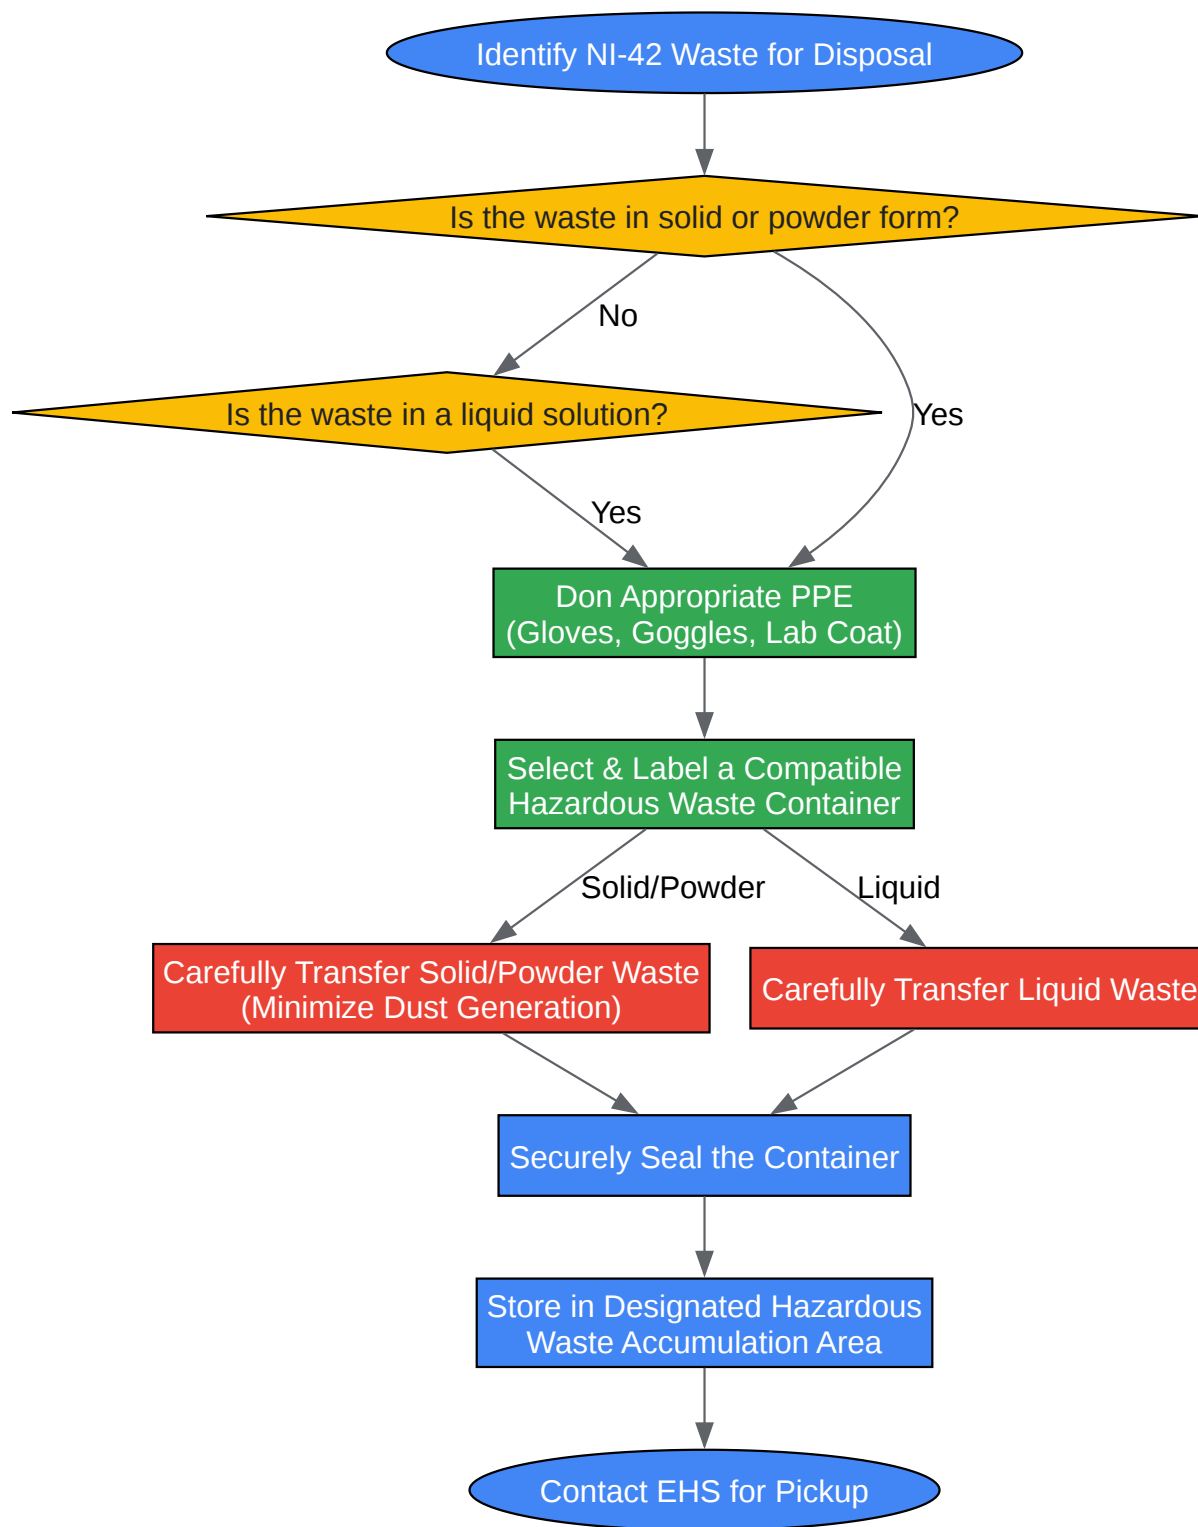 Identify NI-42 Waste for Disposal
Is the waste in solid or powder form?
No
Is the waste in a liquid solution?
Yes
Yes
Don Appropriate PPE
(Gloves, Goggles, Lab Coat)
Select & Label a Compatible
Hazardous Waste Container
Solid/Powder
Liquid
Carefully Transfer Solid/Powder Waste
(Minimize Dust Generation)
Carefully Transfer Liquid Waste
Securely Seal the Container
Store in Designated Hazardous
Waste Accumulation Area
Contact EHS for Pickup